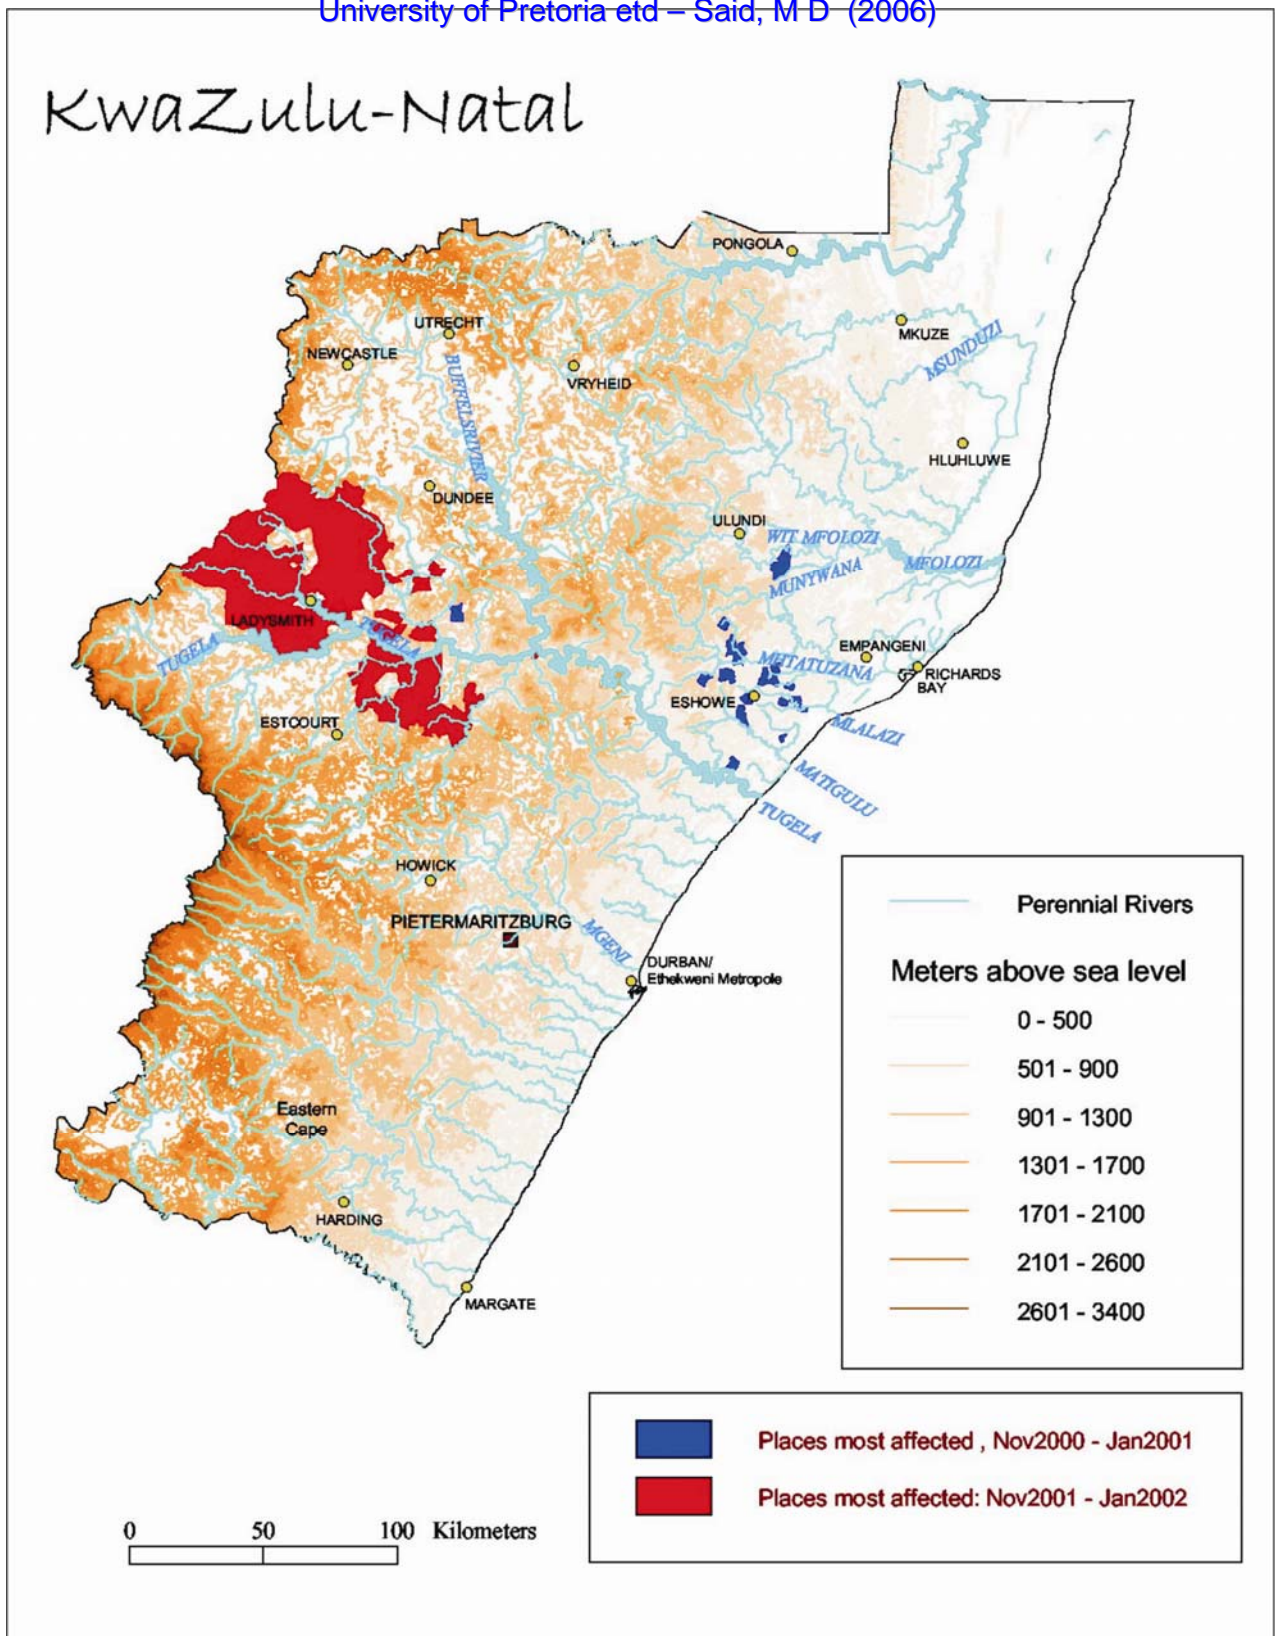 University of Pretoria etd – Said, M D (2006)
KwaZulu-Natal
PONGOLA
UTRECHT
MKUZE
MSUNDUZI
NEWCASTLE
BUFFELSRIVIER
VRYHEID
HLUHLUWE
DUNDEE
ULUNDI
WIT MFOLOZI
MFOLOZI
MUNYWANA
LADYSMITH
TUGELA
TUGELA
EMPANGENI
MHTATUZANA
RICHARDS
BAY
ESHOWE
ESTCOURT
MLALAZI
MATIGULU
TUGELA
HOWICK
PIETERMARITZBURG
MGENI
DURBAN/
Ethekweni Metropole
Eastern
Cape
HARDING
MARGATE
Perennial Rivers
Meters above sea level
0 - 500
501 - 900
901 - 1300
1301 - 1700
1701 - 2100
2101 - 2600
2601 - 3400
Places most affected , Nov2000 - Jan2001
Places most affected: Nov2001 - Jan2002
0 50 100 Kilometers